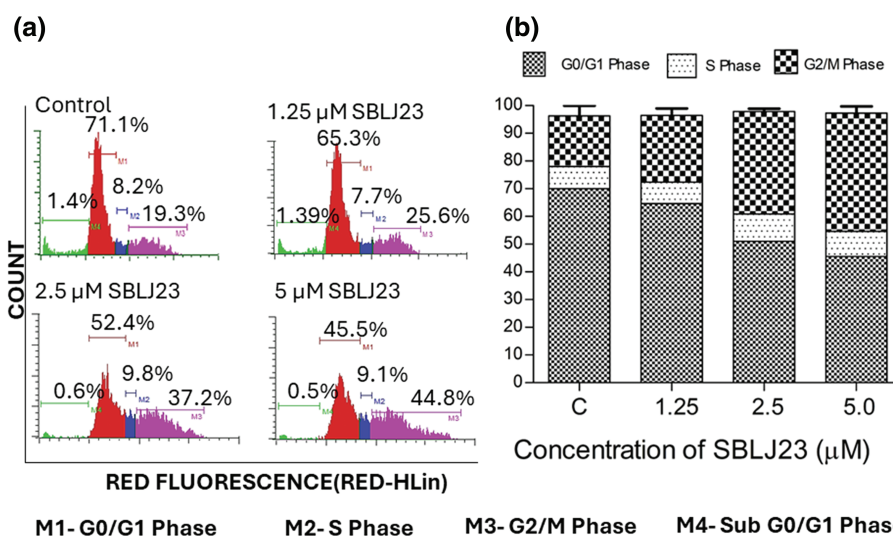 (a)
Control
71.1%
M1
8.2%
M2
1.4%
M4
19.3%
M3
1.25 µM SBLJ23
65.3%
M1
7.7%
M2
1.39%
M4
25.6%
M3
2.5 µM SBLJ23
52.4%
M1
9.8%
M2
0.6%
M4
37.2%
M3
5 µM SBLJ23
45.5%
M1
9.1%
M2
0.5%
M4
44.8%
M3
COUNT
RED FLUORESCENCE(RED-HLin)
(b)
G0/G1 Phase S Phase G2/M Phase
100
90
80
70
60
50
40
30
20
10
0
C 1.25 2.5 5.0
Concentration of SBLJ23 (µM)
M1- G0/G1 Phase M2- S Phase M3- G2/M Phase M4- Sub G0/G1 Phas